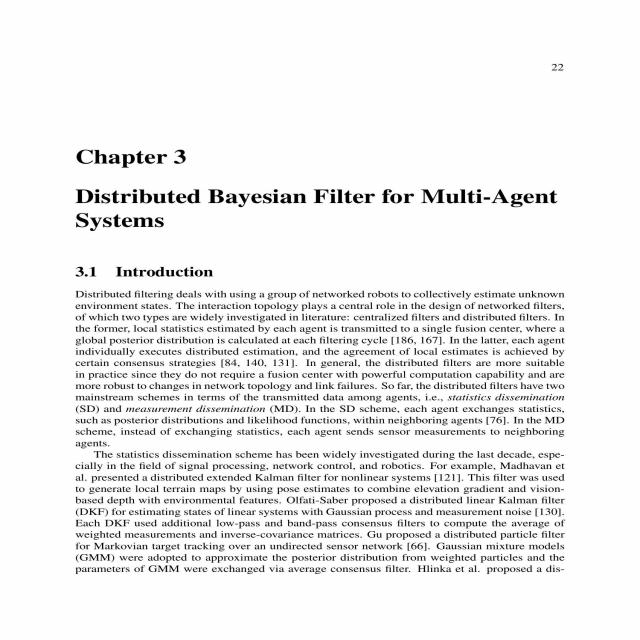 22
Chapter 3
Distributed Bayesian Filter for Multi-Agent
Systems
3.1 Introduction
Distributed filtering deals with using a group of networked robots to collectively estimate unknown
environment states. The interaction topology plays a central role in the design of networked filters,
of which two types are widely investigated in literature: centralized filters and distributed filters. In
the former, local statistics estimated by each agent is transmitted to a single fusion center, where a
global posterior distribution is calculated at each filtering cycle [186, 167]. In the latter, each agent
individually executes distributed estimation, and the agreement of local estimates is achieved by
certain consensus strategies [84, 140, 131]. In general, the distributed filters are more suitable
in practice since they do not require a fusion center with powerful computation capability and are
more robust to changes in network topology and link failures. So far, the distributed filters have two
mainstream schemes in terms of the transmitted data among agents, i.e., statistics dissemination
(SD) and measurement dissemination (MD). In the SD scheme, each agent exchanges statistics,
such as posterior distributions and likelihood functions, within neighboring agents [76]. In the MD
scheme, instead of exchanging statistics, each agent sends sensor measurements to neighboring
agents.
The statistics dissemination scheme has been widely investigated during the last decade, espe-
cially in the field of signal processing, network control, and robotics. For example, Madhavan et
al. presented a distributed extended Kalman filter for nonlinear systems [121]. This filter was used
to generate local terrain maps by using pose estimates to combine elevation gradient and vision-
based depth with environmental features. Olfati-Saber proposed a distributed linear Kalman filter
(DKF) for estimating states of linear systems with Gaussian process and measurement noise [130].
Each DKF used additional low-pass and band-pass consensus filters to compute the average of
weighted measurements and inverse-covariance matrices. Gu proposed a distributed particle filter
for Markovian target tracking over an undirected sensor network [66]. Gaussian mixture models
(GMM) were adopted to approximate the posterior distribution from weighted particles and the
parameters of GMM were exchanged via average consensus filter. Hlinka et al. proposed a dis-